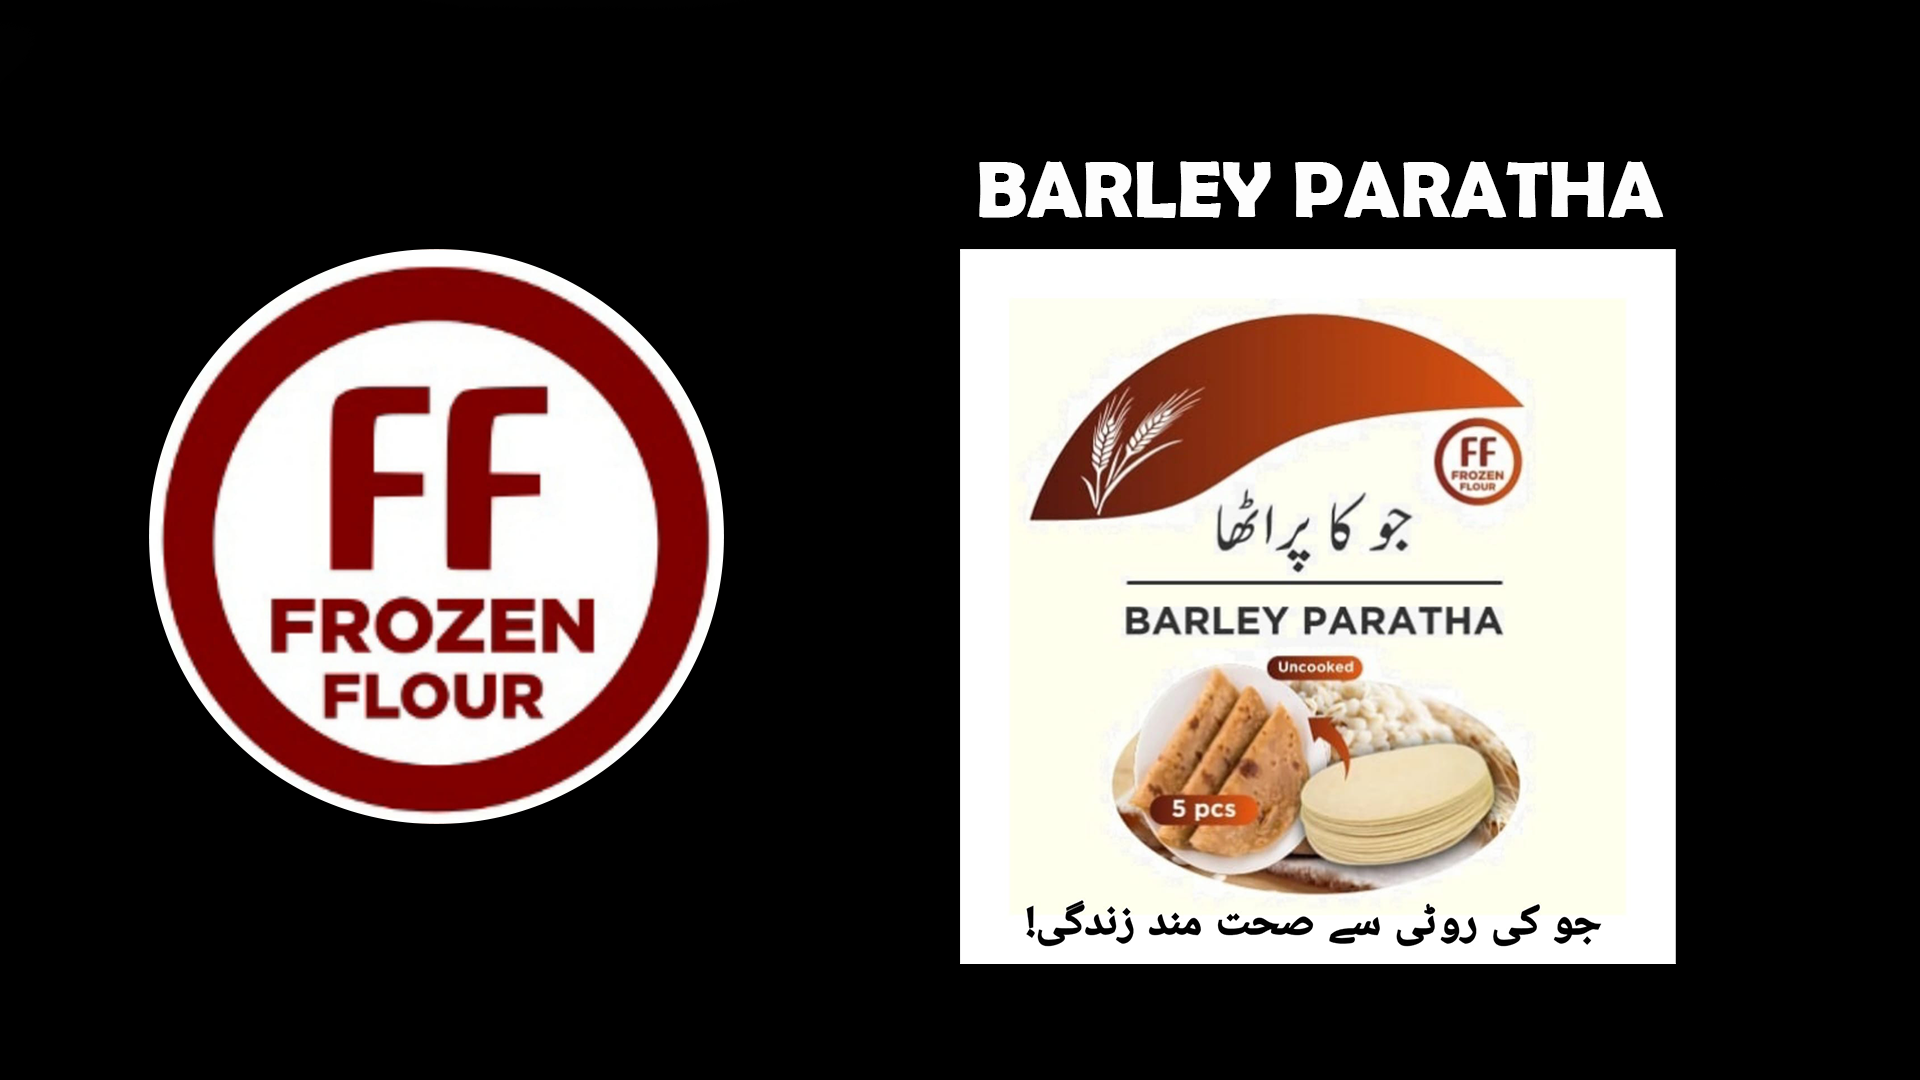 FF
FROZEN
FLOUR
BARLEY PARATHA
FF
FROZEN
FLOUR
جو کا پراٹھا
BARLEY PARATHA
Uncooked
5 pcs
جو کی روٹی سے صحت مند زندگی!